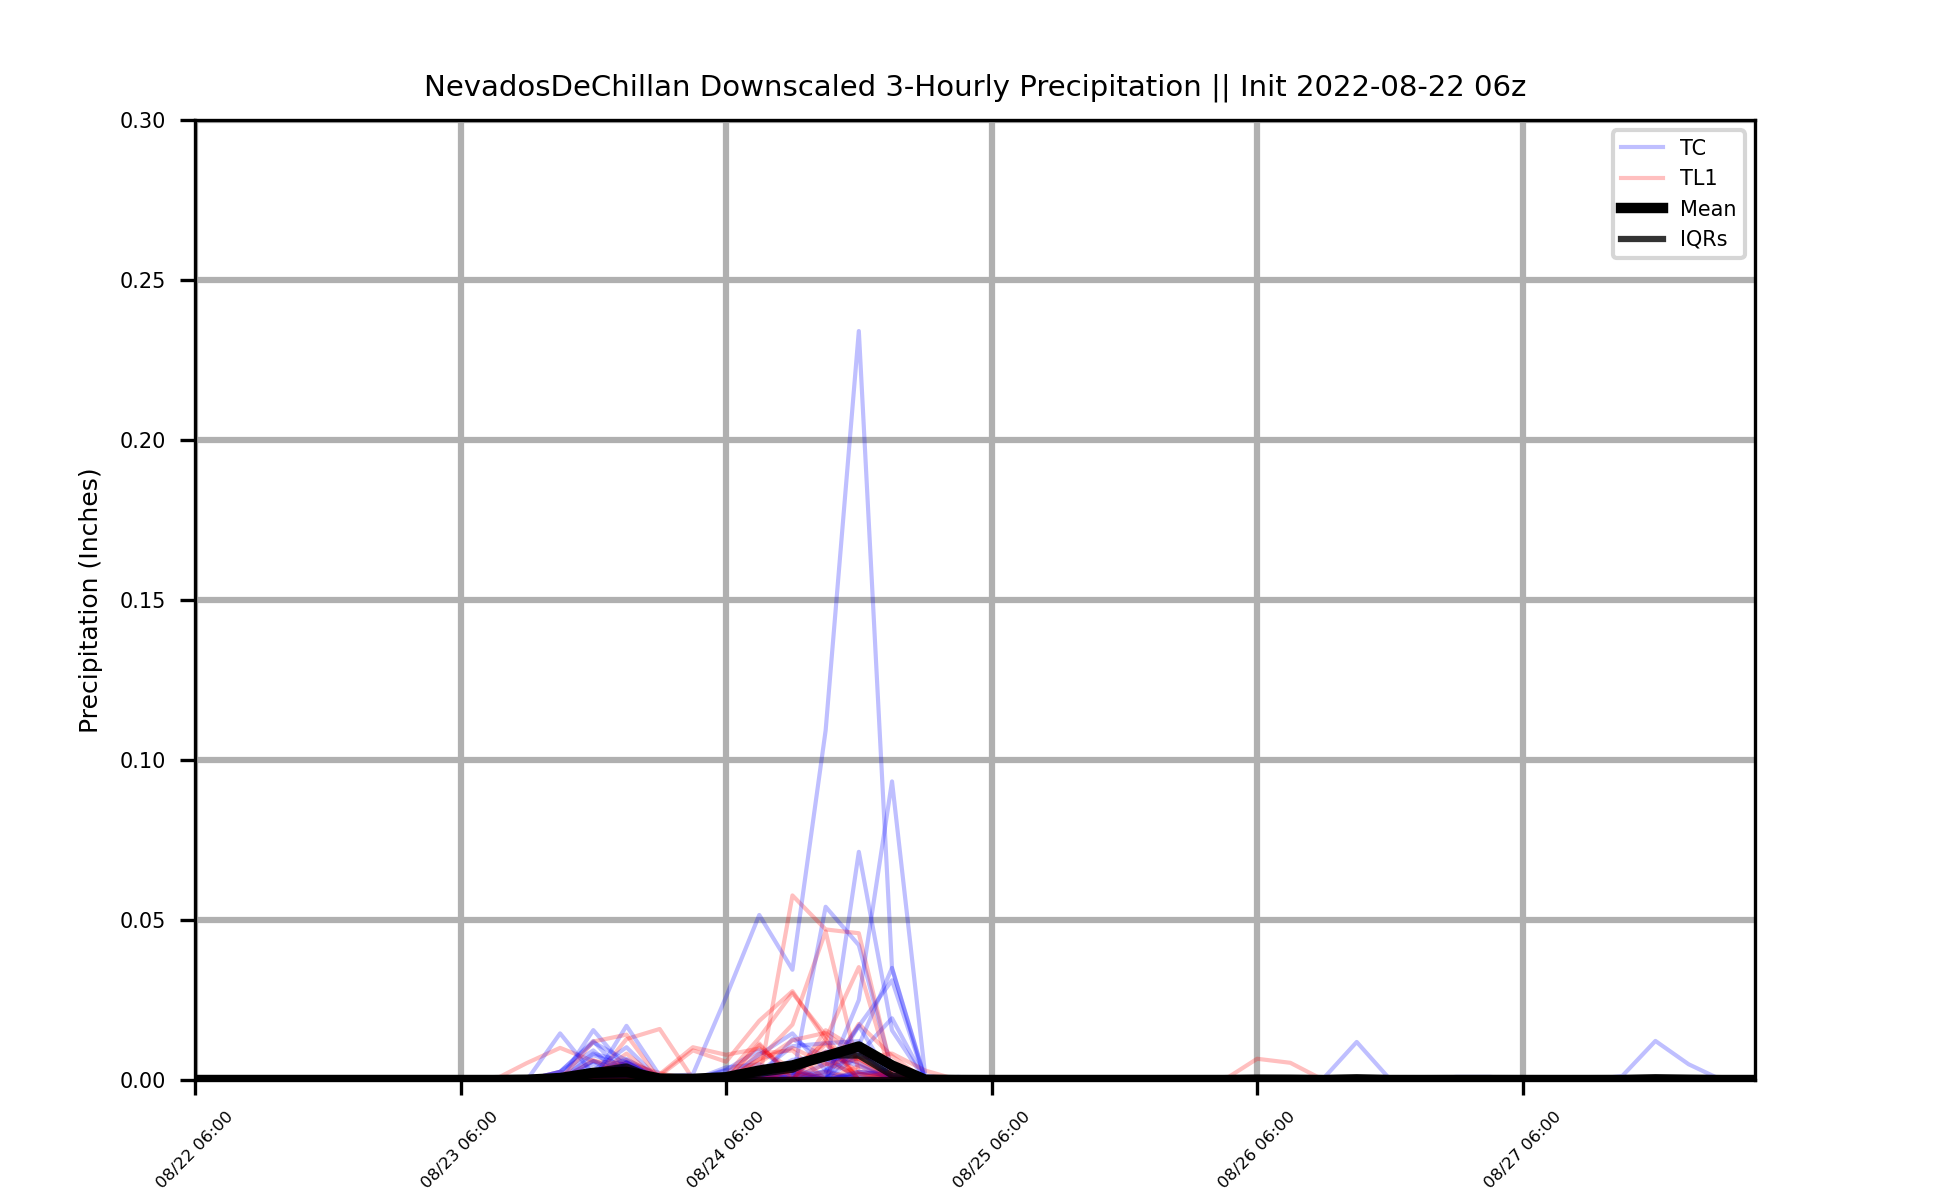 NevadosDeChillan Downscaled 3-Hourly Precipitation || Init 2022-08-22 06z
TC
TL1
Mean
IQRs
Precipitation (Inches)
0.30
0.25
0.20
0.15
0.10
0.05
0.00
08/22 06:00
08/23 06:00
08/24 06:00
08/25 06:00
08/26 06:00
08/27 06:00